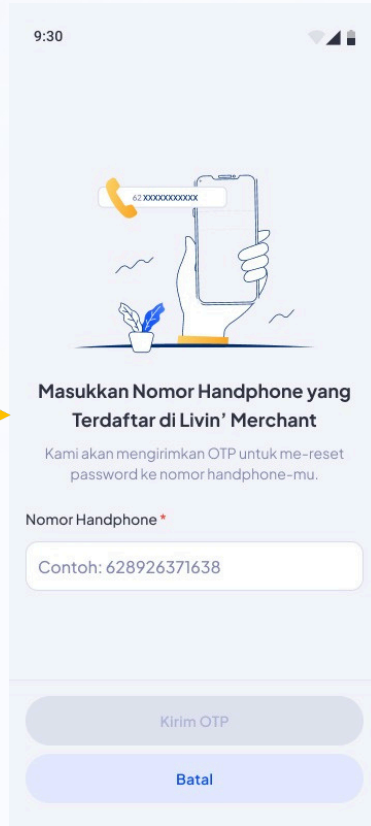 9:30
62 XXXXXXXXXXX
Masukkan Nomor Handphone yang
Terdaftar di Livin' Merchant
Kami akan mengirimkan OTP untuk me-reset
password ke nomor handphone-mu.
Nomor Handphone *
Contoh: 628926371638
Kirim OTP
Batal